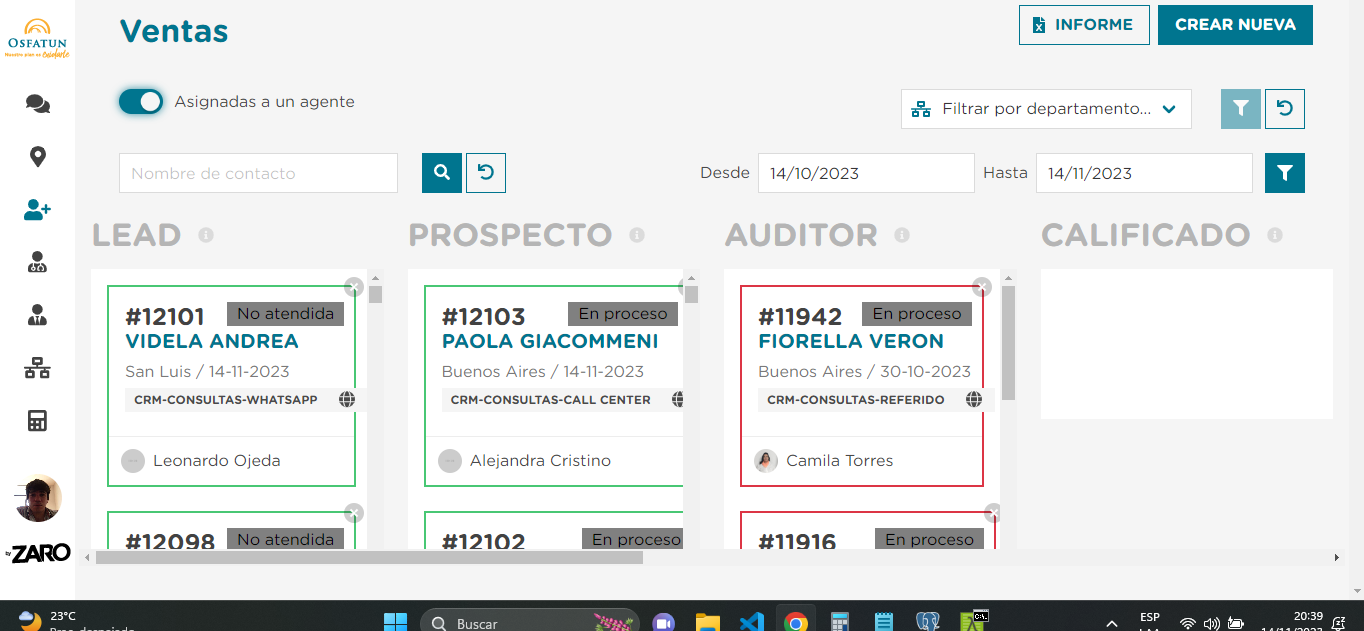 OSFATUN
Nuestro plan es cuidarte
Ventas
INFORME
CREAR NUEVA
Asignadas a un agente
Filtrar por departamento...
Nombre de contacto
Desde
14/10/2023
Hasta
14/11/2023
LEAD
PROSPECTO
AUDITOR
CALIFICADO
#12101
No atendida
VIDELA ANDREA
San Luis / 14-11-2023
CRM-CONSULTAS-WHATSAPP
Leonardo Ojeda
#12098
No atendida
#12103
En proceso
PAOLA GIACOMMENI
Buenos Aires / 14-11-2023
CRM-CONSULTAS-CALL CENTER
Alejandra Cristino
#12102
En proceso
#11942
En proceso
FIORELLA VERON
Buenos Aires / 30-10-2023
CRM-CONSULTAS-REFERIDO
Camila Torres
#11916
En proceso
by ZARO
23°C
Buscar
ESP
20:39
14/11/2023